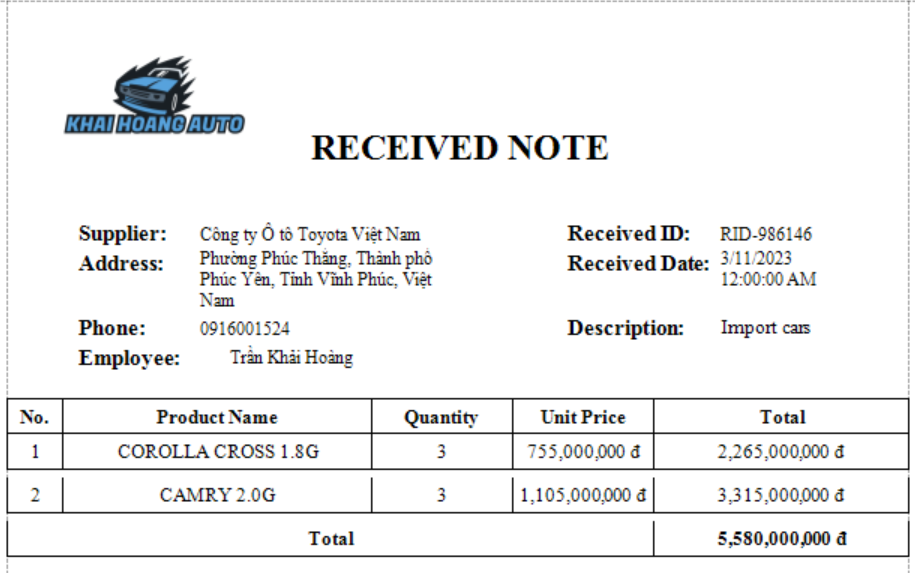 KHAI HOANG AUTO
RECEIVED NOTE
Supplier: Công ty Ô tô Toyota Việt Nam Received ID: RID-986146
Address: Phường Phúc Thắng, Thành phố Received Date: 3/11/2023
Phúc Yên, Tỉnh Vĩnh Phúc, Việt 12:00:00 AM
Nam
Phone: 0916001524 Description: Import cars
Employee: Trần Khải Hoàng
No. Product Name Quantity Unit Price Total
1 COROLLA CROSS 1.8G 3 755,000,000 đ 2,265,000,000 đ
2 CAMRY 2.0G 3 1,105,000,000 đ 3,315,000,000 đ
Total 5,580,000,000 đ